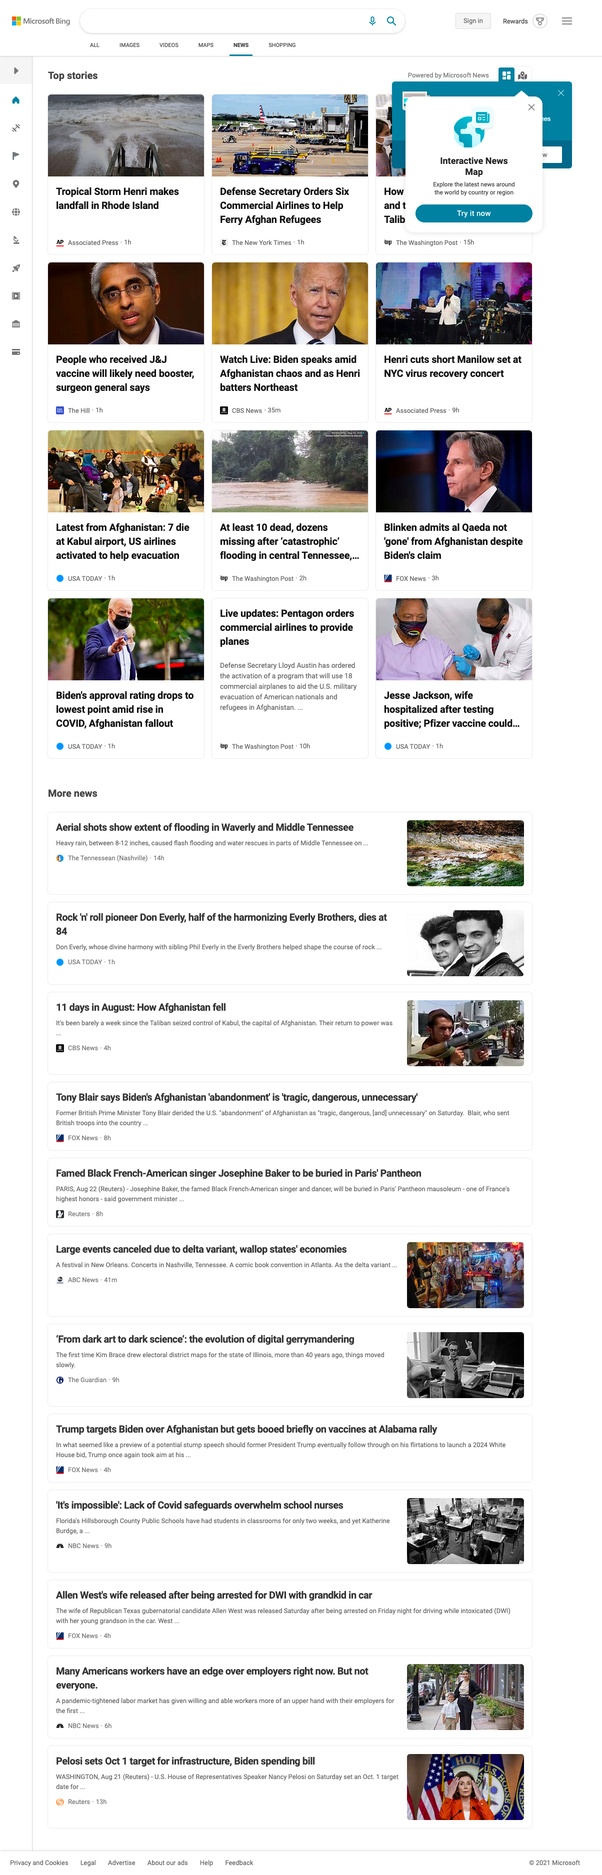 Microsoft Bing
Sign in
Rewards
ALL
IMAGES
VIDEOS
MAPS
NEWS
SHOPPING
Top stories
Powered by Microsoft News
Interactive News
Map
Explore the latest news around
the world by country or region
Try it now
Tropical Storm Henri makes
landfall in Rhode Island
AP Associated Press · 1h
Defense Secretary Orders Six
Commercial Airlines to Help
Ferry Afghan Refugees
The New York Times · 1h
How
and t
Talib
wp The Washington Post · 15h
People who received J&J
vaccine will likely need booster,
surgeon general says
The Hill · 1h
Watch Live: Biden speaks amid
Afghanistan chaos and as Henri
batters Northeast
CBS News · 35m
Henri cuts short Manilow set at
NYC virus recovery concert
AP Associated Press · 9h
Latest from Afghanistan: 7 die
at Kabul airport, US airlines
activated to help evacuation
USA TODAY · 1h
At least 10 dead, dozens
missing after ‘catastrophic’
flooding in central Tennessee,...
wp The Washington Post · 2h
Blinken admits al Qaeda not
'gone' from Afghanistan despite
Biden's claim
FOX News · 3h
Biden's approval rating drops to
lowest point amid rise in
COVID, Afghanistan fallout
USA TODAY · 1h
Live updates: Pentagon orders
commercial airlines to provide
planes
Defense Secretary Lloyd Austin has ordered
the activation of a program that will use 18
commercial airplanes to aid the U.S. military
evacuation of American nationals and
refugees in Afghanistan. ...
wp The Washington Post · 10h
Jesse Jackson, wife
hospitalized after testing
positive; Pfizer vaccine could...
USA TODAY · 1h
More news
Aerial shots show extent of flooding in Waverly and Middle Tennessee
Heavy rain, between 8-12 inches, caused flash flooding and water rescues in parts of Middle Tennessee on ...
The Tennessean (Nashville) · 14h
Rock 'n' roll pioneer Don Everly, half of the harmonizing Everly Brothers, dies at
84
Don Everly, whose divine harmony with sibling Phil Everly in the Everly Brothers helped shape the course of rock ...
USA TODAY · 1h
11 days in August: How Afghanistan fell
It's been barely a week since the Taliban seized control of Kabul, the capital of Afghanistan. Their return to power was
...
CBS News · 4h
Tony Blair says Biden's Afghanistan 'abandonment' is 'tragic, dangerous, unnecessary'
Former British Prime Minister Tony Blair derided the U.S. "abandonment" of Afghanistan as "tragic, dangerous, [and] unnecessary" on Saturday. Blair, who sent
British troops into the country ...
FOX News · 8h
Famed Black French-American singer Josephine Baker to be buried in Paris' Pantheon
PARIS, Aug 22 (Reuters) - Josephine Baker, the famed Black French-American singer and dancer, will be buried in Paris' Pantheon mausoleum - one of France's
highest honors - said government minister ...
Reuters · 8h
Large events canceled due to delta variant, wallop states' economies
A festival in New Orleans. Concerts in Nashville, Tennessee. A comic book convention in Atlanta. As the delta variant ...
ABC News · 41m
‘From dark art to dark science’: the evolution of digital gerrymandering
The first time Kim Brace drew electoral district maps for the state of Illinois, more than 40 years ago, things moved
slowly.
The Guardian · 9h
Trump targets Biden over Afghanistan but gets booed briefly on vaccines at Alabama rally
In what seemed like a preview of a potential stump speech should former President Trump eventually follow through on his flirtations to launch a 2024 White
House bid, Trump once again took aim at his ...
FOX News · 4h
'It's impossible': Lack of Covid safeguards overwhelm school nurses
Florida's Hillsborough County Public Schools have had students in classrooms for only two weeks, and yet Katherine
Burdge, a ...
NBC News · 9h
Allen West's wife released after being arrested for DWI with grandkid in car
The wife of Republican Texas gubernatorial candidate Allen West was released Saturday after being arrested on Friday night for driving while intoxicated (DWI)
with her young grandson in the car. West ...
FOX News · 4h
Many Americans workers have an edge over employers right now. But not
everyone.
A pandemic-tightened labor market has given willing and able workers more of an upper hand with their employers for
the first ...
NBC News · 6h
Pelosi sets Oct 1 target for infrastructure, Biden spending bill
WASHINGTON, Aug 21 (Reuters) - U.S. House of Representatives Speaker Nancy Pelosi on Saturday set an Oct. 1 target
date for ...
Reuters · 13h
Privacy and Cookies
Legal
Advertise
About our ads
Help
Feedback
© 2021 Microsoft